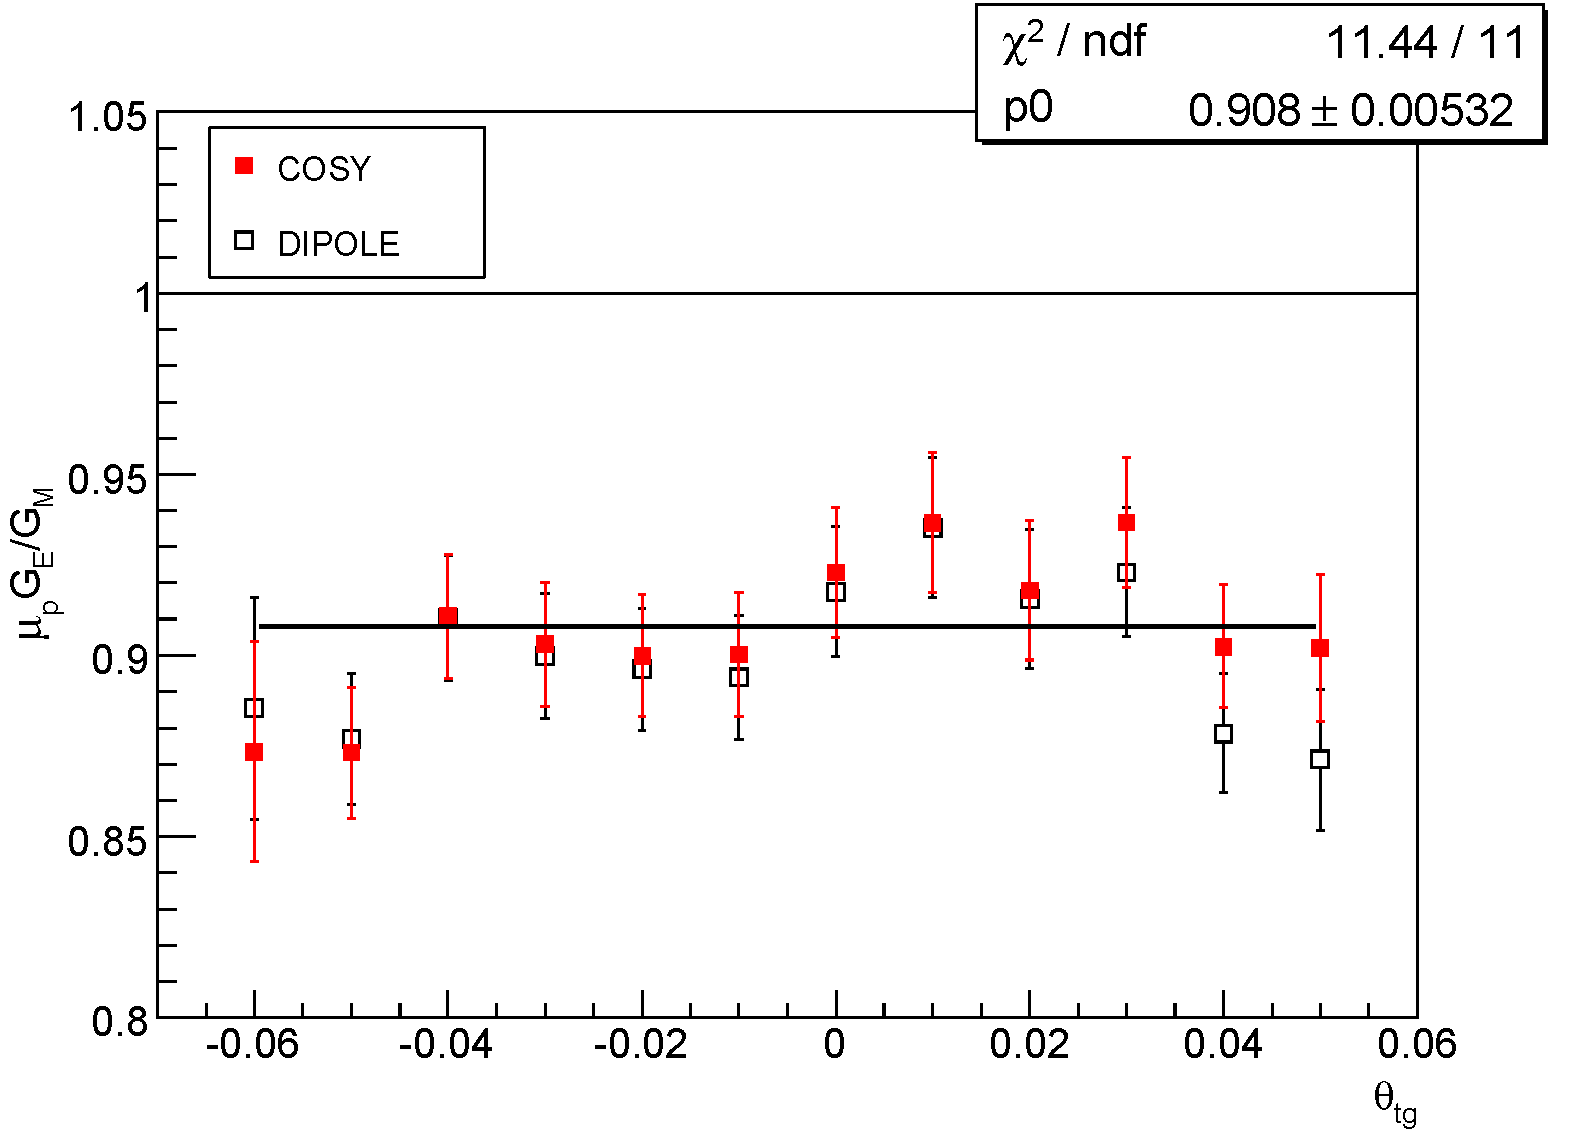 χ² / ndf 11.44 / 11
p0 0.908 ± 0.00532
COSY
DIPOLE
1.05
1
0.95
0.9
0.85
0.8
μpGE/GM
-0.06 -0.04 -0.02 0 0.02 0.04 0.06
θtg